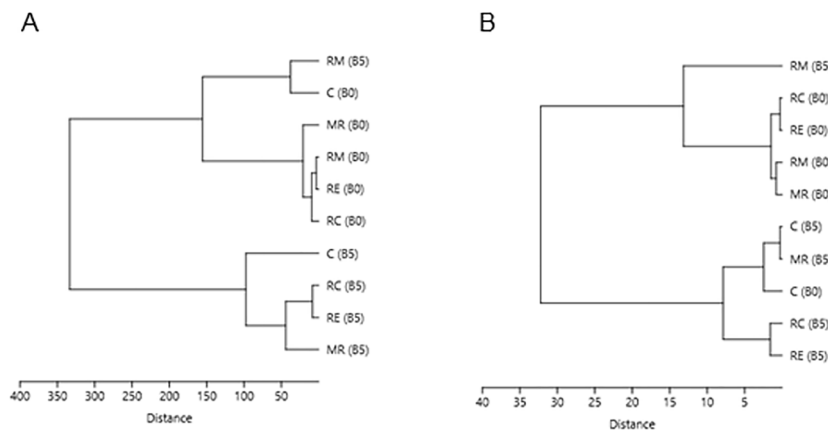 A
RM (B5)
C (B0)
MR (B0)
RM (B0)
RE (B0)
RC (B0)
C (B5)
RC (B5)
RE (B5)
MR (B5)
400 350 300 250 200 150 100 50
Distance
B
RM (B5
RC (B0)
RE (B0)
RM (B0
MR (B0
C (B5)
MR (B5
C (B0)
RC (B5)
RE (B5)
40 35 30 25 20 15 10 5
Distance